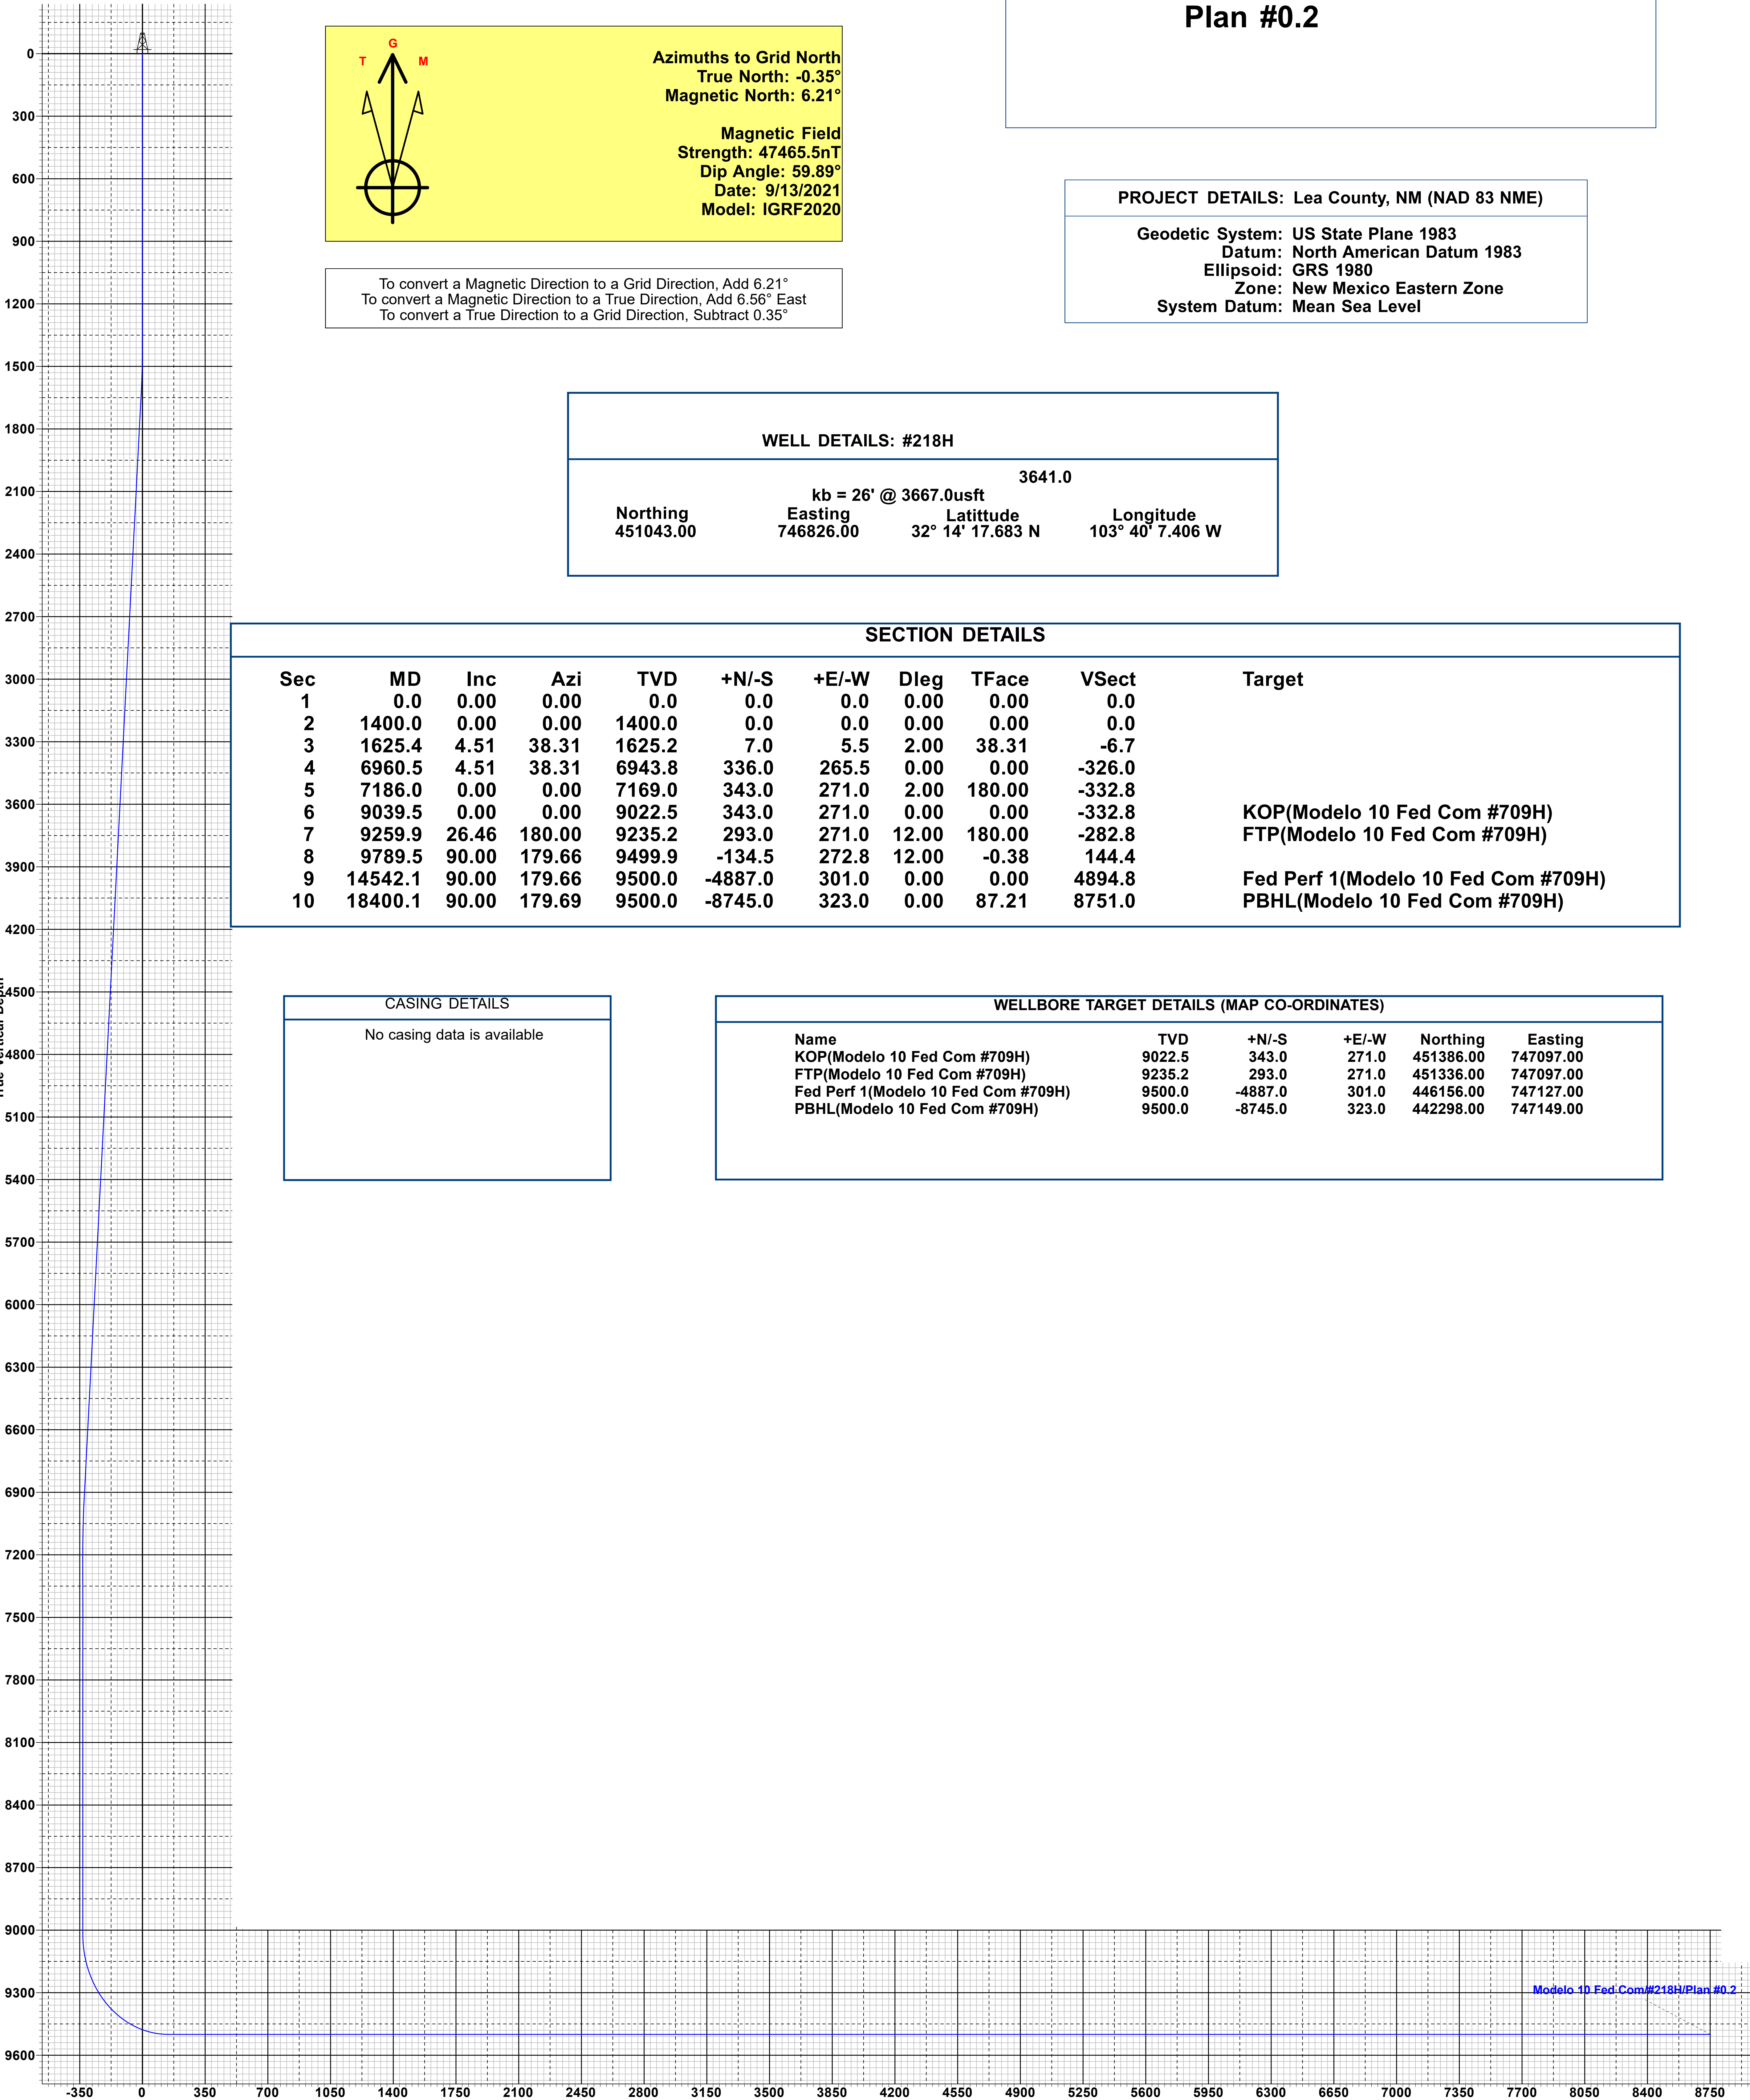 Plan #0.2
G
T M
Azimuths to Grid North
True North: -0.35°
Magnetic North: 6.21°
Magnetic Field
Strength: 47465.5nT
Dip Angle: 59.89°
Date: 9/13/2021
Model: IGRF2020
To convert a Magnetic Direction to a Grid Direction, Add 6.21°
To convert a Magnetic Direction to a True Direction, Add 6.56° East
To convert a True Direction to a Grid Direction, Subtract 0.35°
PROJECT DETAILS: Lea County, NM (NAD 83 NME)
Geodetic System: US State Plane 1983
Datum: North American Datum 1983
Ellipsoid: GRS 1980
Zone: New Mexico Eastern Zone
System Datum: Mean Sea Level
WELL DETAILS: #218H
3641.0
kb = 26' @ 3667.0usft
Northing Easting Latittude Longitude
451043.00 746826.00 32° 14' 17.683 N 103° 40' 7.406 W
SECTION DETAILS
Sec MD Inc Azi TVD +N/-S +E/-W Dleg TFace VSect Target
1 0.0 0.00 0.00 0.0 0.0 0.0 0.00 0.00 0.0
2 1400.0 0.00 0.00 1400.0 0.0 0.0 0.00 0.00 0.0
3 1625.4 4.51 38.31 1625.2 7.0 5.5 2.00 38.31 -6.7
4 6960.5 4.51 38.31 6943.8 336.0 265.5 0.00 0.00 -326.0
5 7186.0 0.00 0.00 7169.0 343.0 271.0 2.00 180.00 -332.8
6 9039.5 0.00 0.00 9022.5 343.0 271.0 0.00 0.00 -332.8 KOP(Modelo 10 Fed Com #709H)
7 9259.9 26.46 180.00 9235.2 293.0 271.0 12.00 180.00 -282.8 FTP(Modelo 10 Fed Com #709H)
8 9789.5 90.00 179.66 9499.9 -134.5 272.8 12.00 -0.38 144.4
9 14542.1 90.00 179.66 9500.0 -4887.0 301.0 0.00 0.00 4894.8 Fed Perf 1(Modelo 10 Fed Com #709H)
10 18400.1 90.00 179.69 9500.0 -8745.0 323.0 0.00 87.21 8751.0 PBHL(Modelo 10 Fed Com #709H)
CASING DETAILS
No casing data is available
WELLBORE TARGET DETAILS (MAP CO-ORDINATES)
Name TVD +N/-S +E/-W Northing Easting
KOP(Modelo 10 Fed Com #709H) 9022.5 343.0 271.0 451386.00 747097.00
FTP(Modelo 10 Fed Com #709H) 9235.2 293.0 271.0 451336.00 747097.00
Fed Perf 1(Modelo 10 Fed Com #709H) 9500.0 -4887.0 301.0 446156.00 747127.00
PBHL(Modelo 10 Fed Com #709H) 9500.0 -8745.0 323.0 442298.00 747149.00
0
300
600
900
1200
1500
1800
2100
2400
2700
3000
3300
3600
3900
4200
4500
4800
5100
5400
5700
6000
6300
6600
6900
7200
7500
7800
8100
8400
8700
9000
9300
9600
Modelo 10 Fed Com/#218H/Plan #0.2
-350 0 350 700 1050 1400 1750 2100 2450 2800 3150 3500 3850 4200 4550 4900 5250 5600 5950 6300 6650 7000 7350 7700 8050 8400 8750